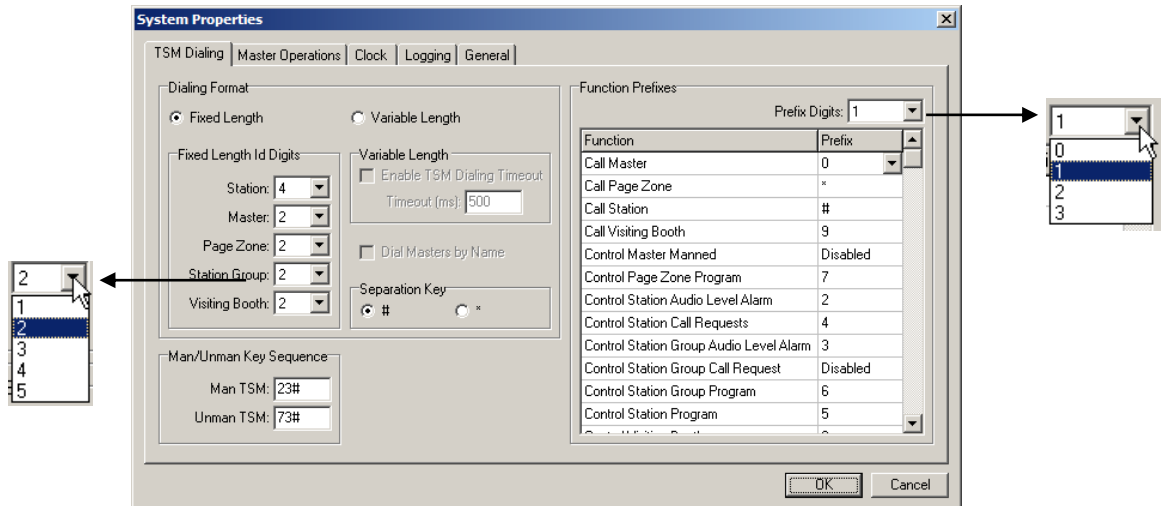 System Properties
TSM Dialing Master Operations Clock Logging General
Dialing Format
Fixed Length Variable Length
Fixed Length Id Digits
Station: 4
Master: 2
Page Zone: 2
Station Group: 2
Visiting Booth: 2
Variable Length
Enable TSM Dialing Timeout
Timeout (ms): 500
Dial Masters by Name
Separation Key
# *
Man/Unman Key Sequence
Man TSM: 23#
Unman TSM: 73#
Function Prefixes
Prefix Digits: 1
Function Prefix
Call Master 0
Call Page Zone *
Call Station #
Call Visiting Booth 9
Control Master Manned Disabled
Control Page Zone Program 7
Control Station Audio Level Alarm 2
Control Station Call Requests 4
Control Station Group Audio Level Alarm 3
Control Station Group Call Request Disabled
Control Station Group Program 6
Control Station Program 5
OK Cancel
2
1
2
3
4
5
1
0
1
2
3